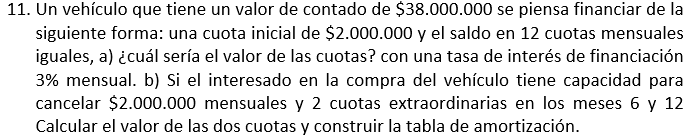 11. Un vehículo que tiene un valor de contado de $38.000.000 se piensa financiar de la
siguiente forma: una cuota inicial de $2.000.000 y el saldo en 12 cuotas mensuales
iguales, a) ¿cuál sería el valor de las cuotas? con una tasa de interés de financiación
3% mensual. b) Si el interesado en la compra del vehículo tiene capacidad para
cancelar $2.000.000 mensuales y 2 cuotas extraordinarias en los meses 6 y 12
Calcular el valor de las dos cuotas y construir la tabla de amortización.